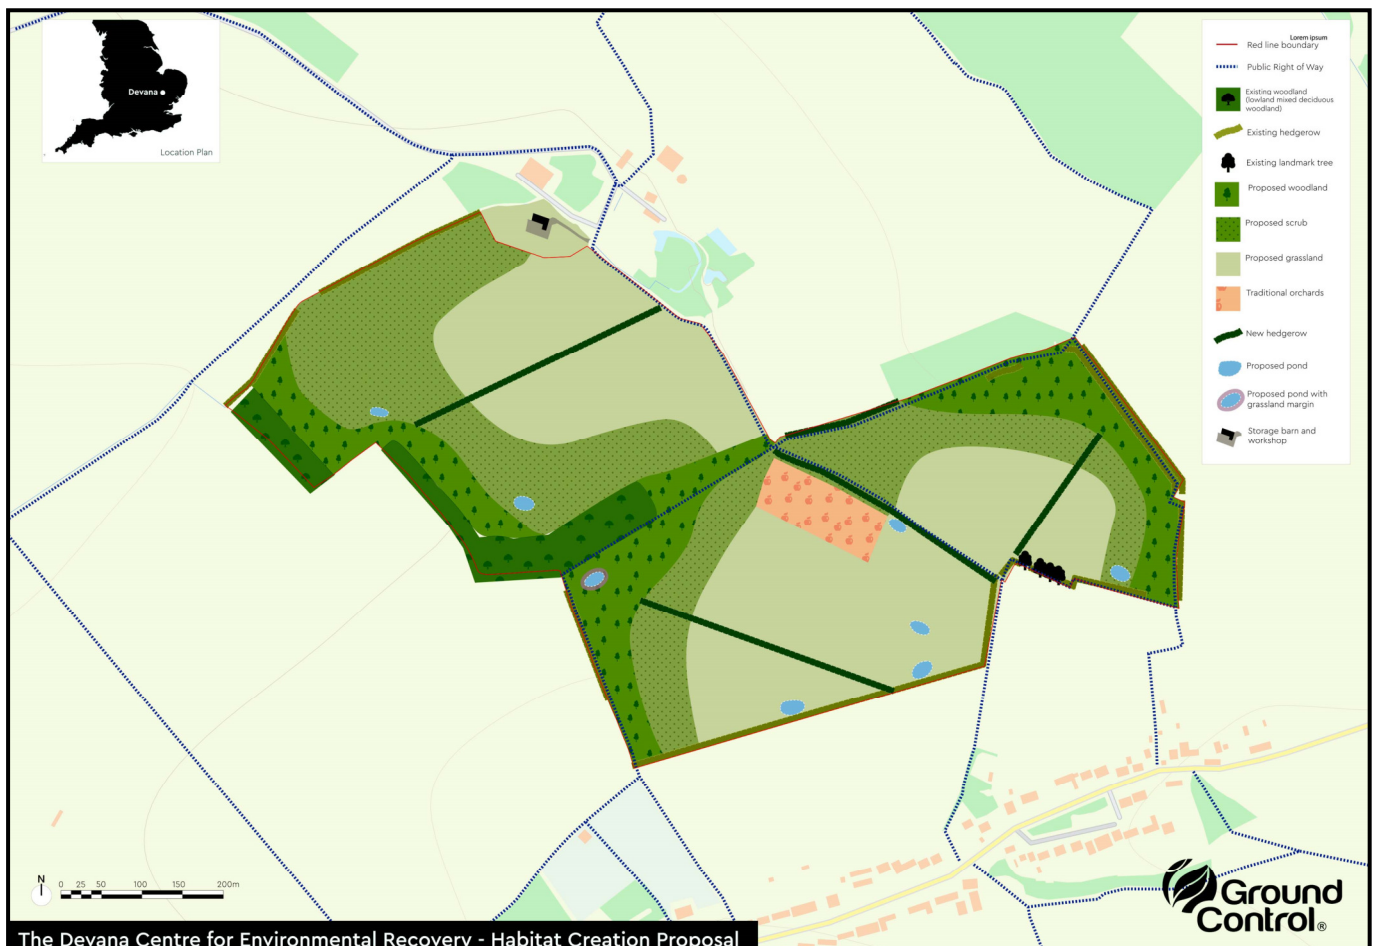 Devana
Location Plan
Lorem ipsum
Red line boundary
Public Right of Way
Existing woodland
(lowland mixed deciduous
woodland)
Existing hedgerow
Existing landmark tree
Proposed woodland
Proposed scrub
Proposed grassland
Traditional orchards
New hedgerow
Proposed pond
Proposed pond with
grassland margin
Storage barn and
workshop
N
0 25 50 100 150 200m
Ground
Control®
The Devana Centre for Environmental Recovery - Habitat Creation Proposal